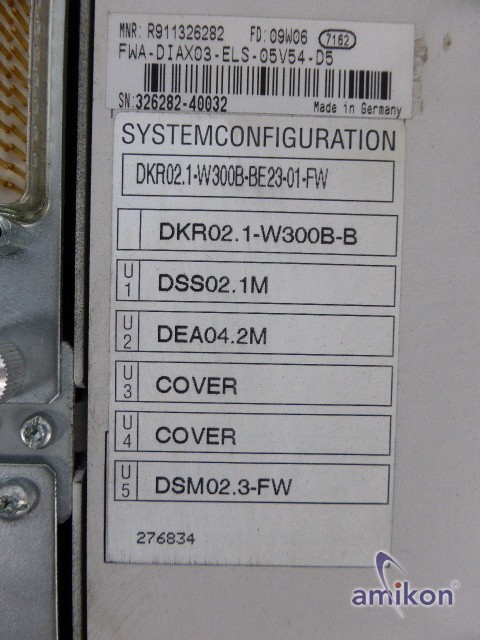 MNR: R911326282 FD: 09W06 7162
FWA-DIAX03-ELS-05V54-D5
SN: 326282-40032 Made in Germany
SYSTEMCONFIGURATION
DKR02.1-W300B-BE23-01-FW
DKR02.1-W300B-B
U1 DSS02.1M
U2 DEA04.2M
U3 COVER
U4 COVER
U5 DSM02.3-FW
276834
amikon®